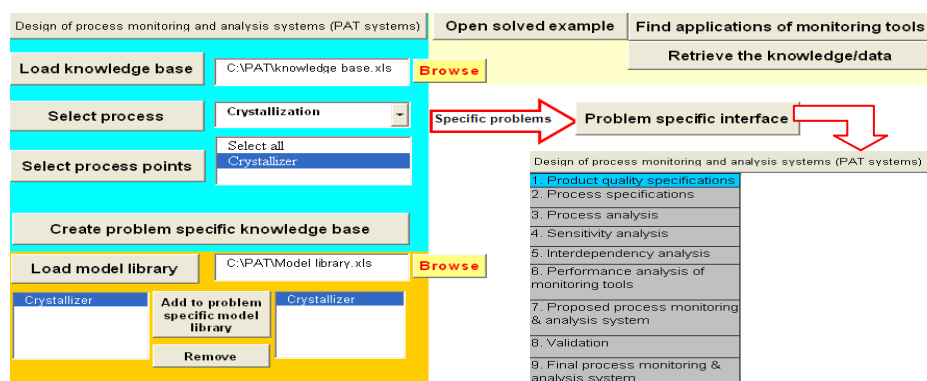 Design of process monitoring and analysis systems (PAT systems)
Open solved example
Find applications of monitoring tools
Retrieve the knowledge/data
Load knowledge base
C:\PAT\knowledge base.xls
Browse
Select process
Crystallization
Specific problems
Problem specific interface
Select process points
Select all
Crystallizer
Create problem specific knowledge base
Load model library
C:\PAT\Model library.xls
Browse
Crystallizer
Add to problem
specific model
library
Crystallizer
Remove
Design of process monitoring and analysis systems (PAT systems)
1. Product quality specifications
2. Process specifications
3. Process analysis
4. Sensitivity analysis
5. Interdependency analysis
6. Performance analysis of
monitoring tools
7. Proposed process monitoring
& analysis system
8. Validation
9. Final process monitoring &
analysis system